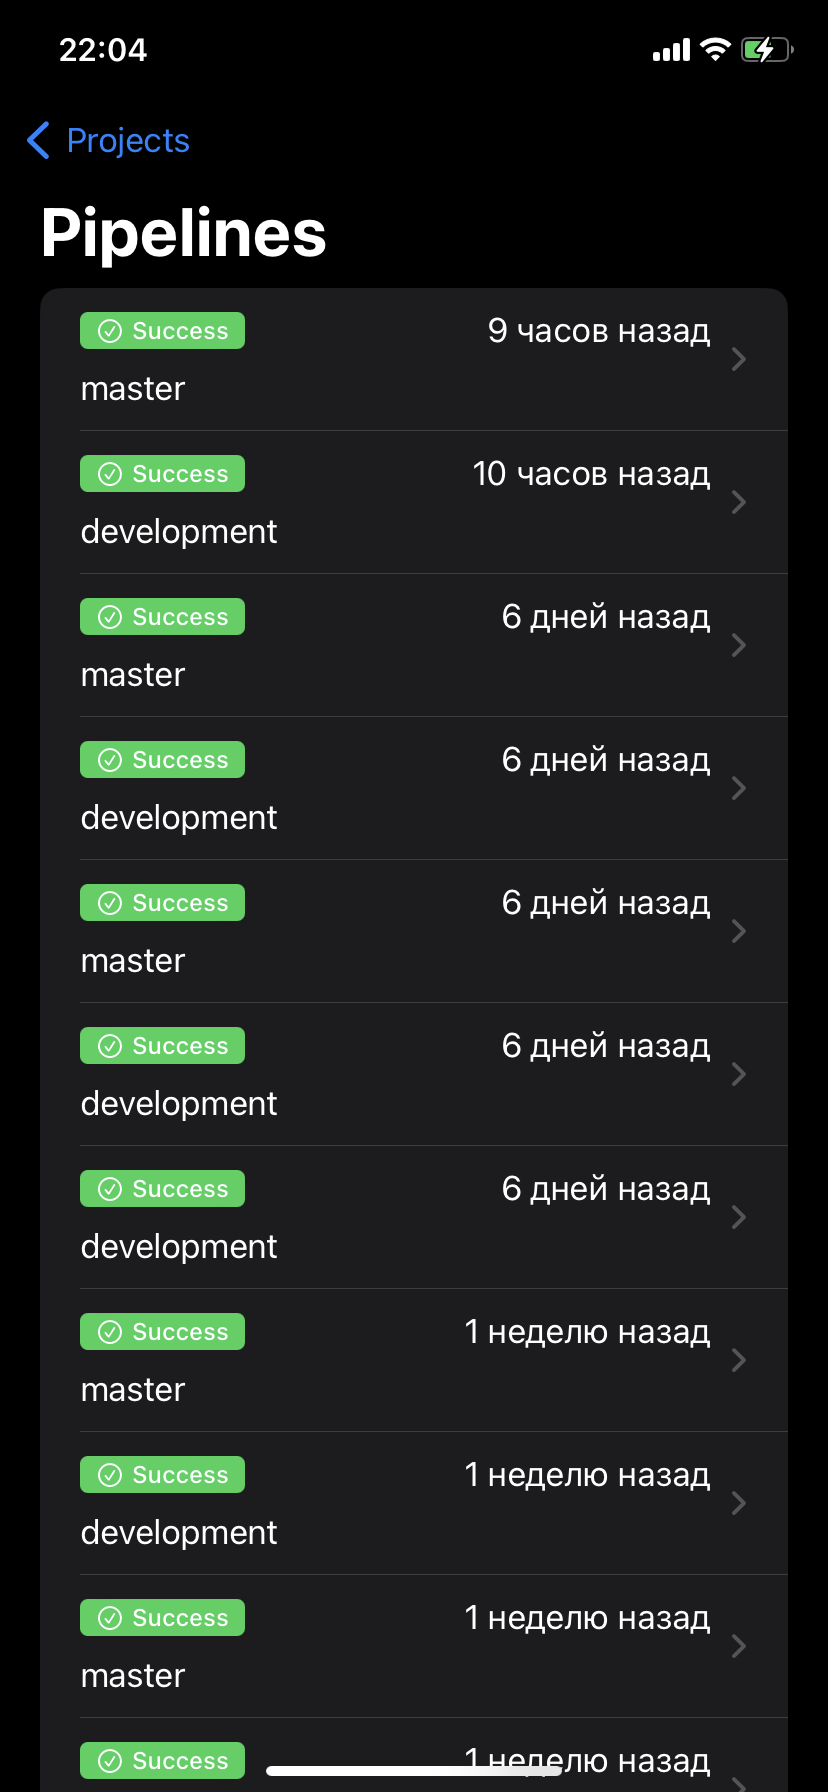 22:04
Projects
Pipelines
Success 9 часов назад
master
Success 10 часов назад
development
Success 6 дней назад
master
Success 6 дней назад
development
Success 6 дней назад
master
Success 6 дней назад
development
Success 6 дней назад
development
Success 1 неделю назад
master
Success 1 неделю назад
development
Success 1 неделю назад
master
Success 1 неделю назад